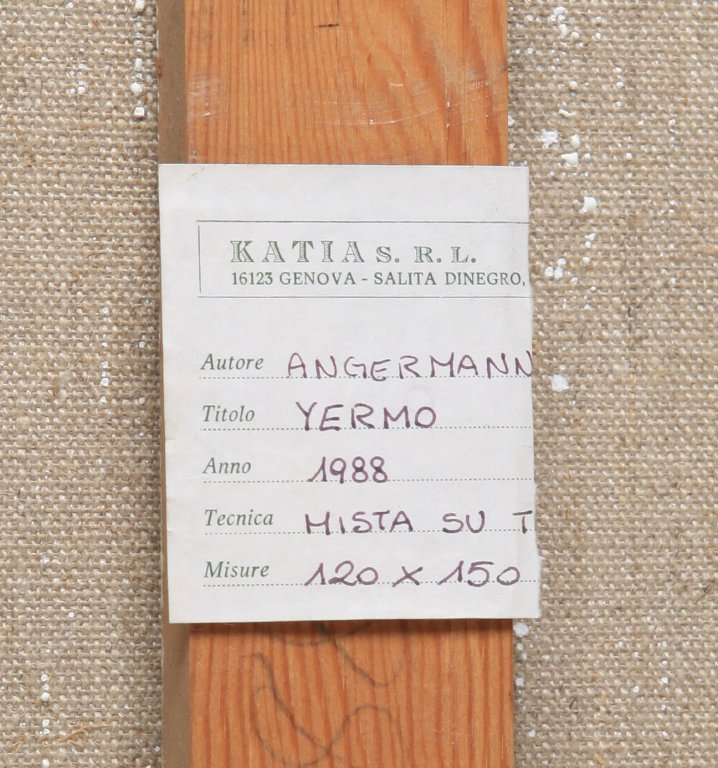 KATIA S. R. L.
16123 GENOVA - SALITA DINEGRO,
Autore ANGERMANN
Titolo YERMO
Anno 1988
Tecnica MISTA SU T
Misure 120 x 150